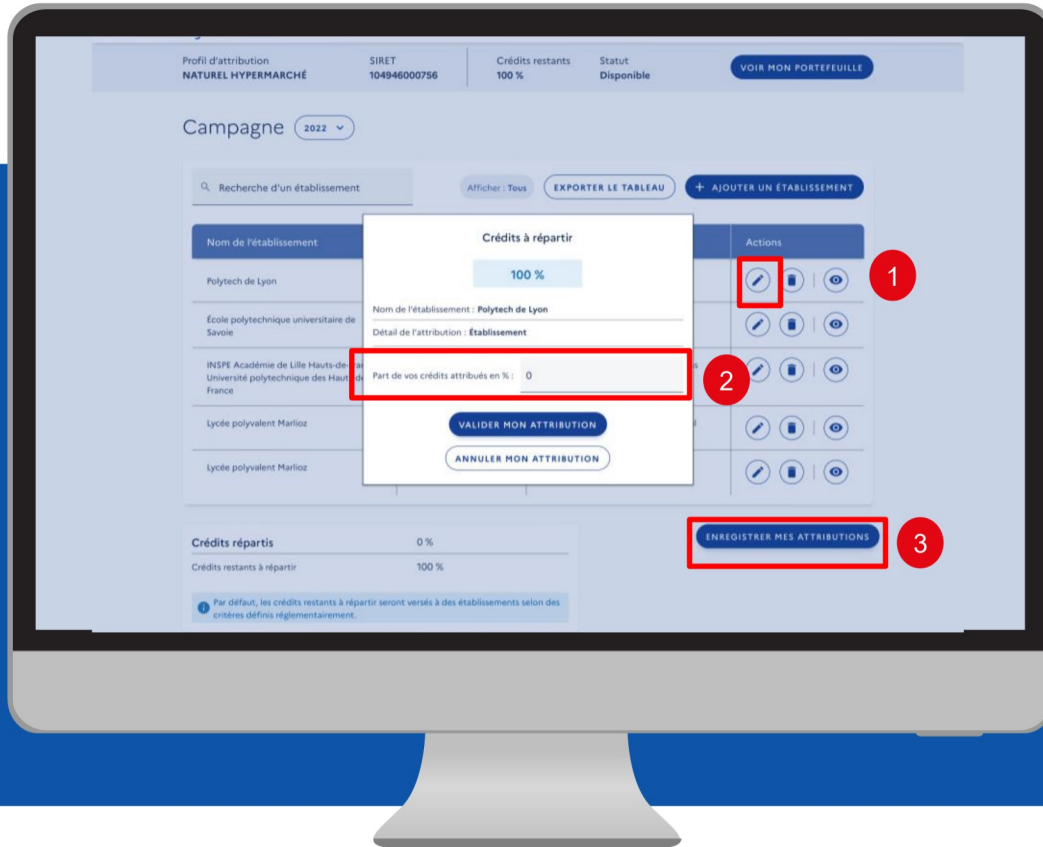 Profil d'attribution SIRET Crédits restants Statut
NATUREL HYPERMARCHÉ 104946000756 100 % Disponible
VOIR MON PORTEFEUILLE
Campagne 2022
Recherche d'un établissement Afficher : Tous EXPORTER LE TABLEAU + AJOUTER UN ÉTABLISSEMENT
Nom de l'établissement Actions
Crédits à répartir
100 %
Nom de l'établissement : Polytech de Lyon
Détail de l'attribution : Établissement
Part de vos crédits attribués en % : 0
VALIDER MON ATTRIBUTION
ANNULER MON ATTRIBUTION
Polytech de Lyon
École polytechnique universitaire de
Savoie
INSPE Académie de Lille Hauts-de-
Université polytechnique des
France
Lycée polyvalent Marlioz
Lycée polyvalent Marlioz
1
2
Crédits répartis 0 %
Crédits restants à répartir 100 %
Par défaut, les crédits restants à répartir seront versés à des établissements selon des
critères définis réglementairement.
ENREGISTRER MES ATTRIBUTIONS
3